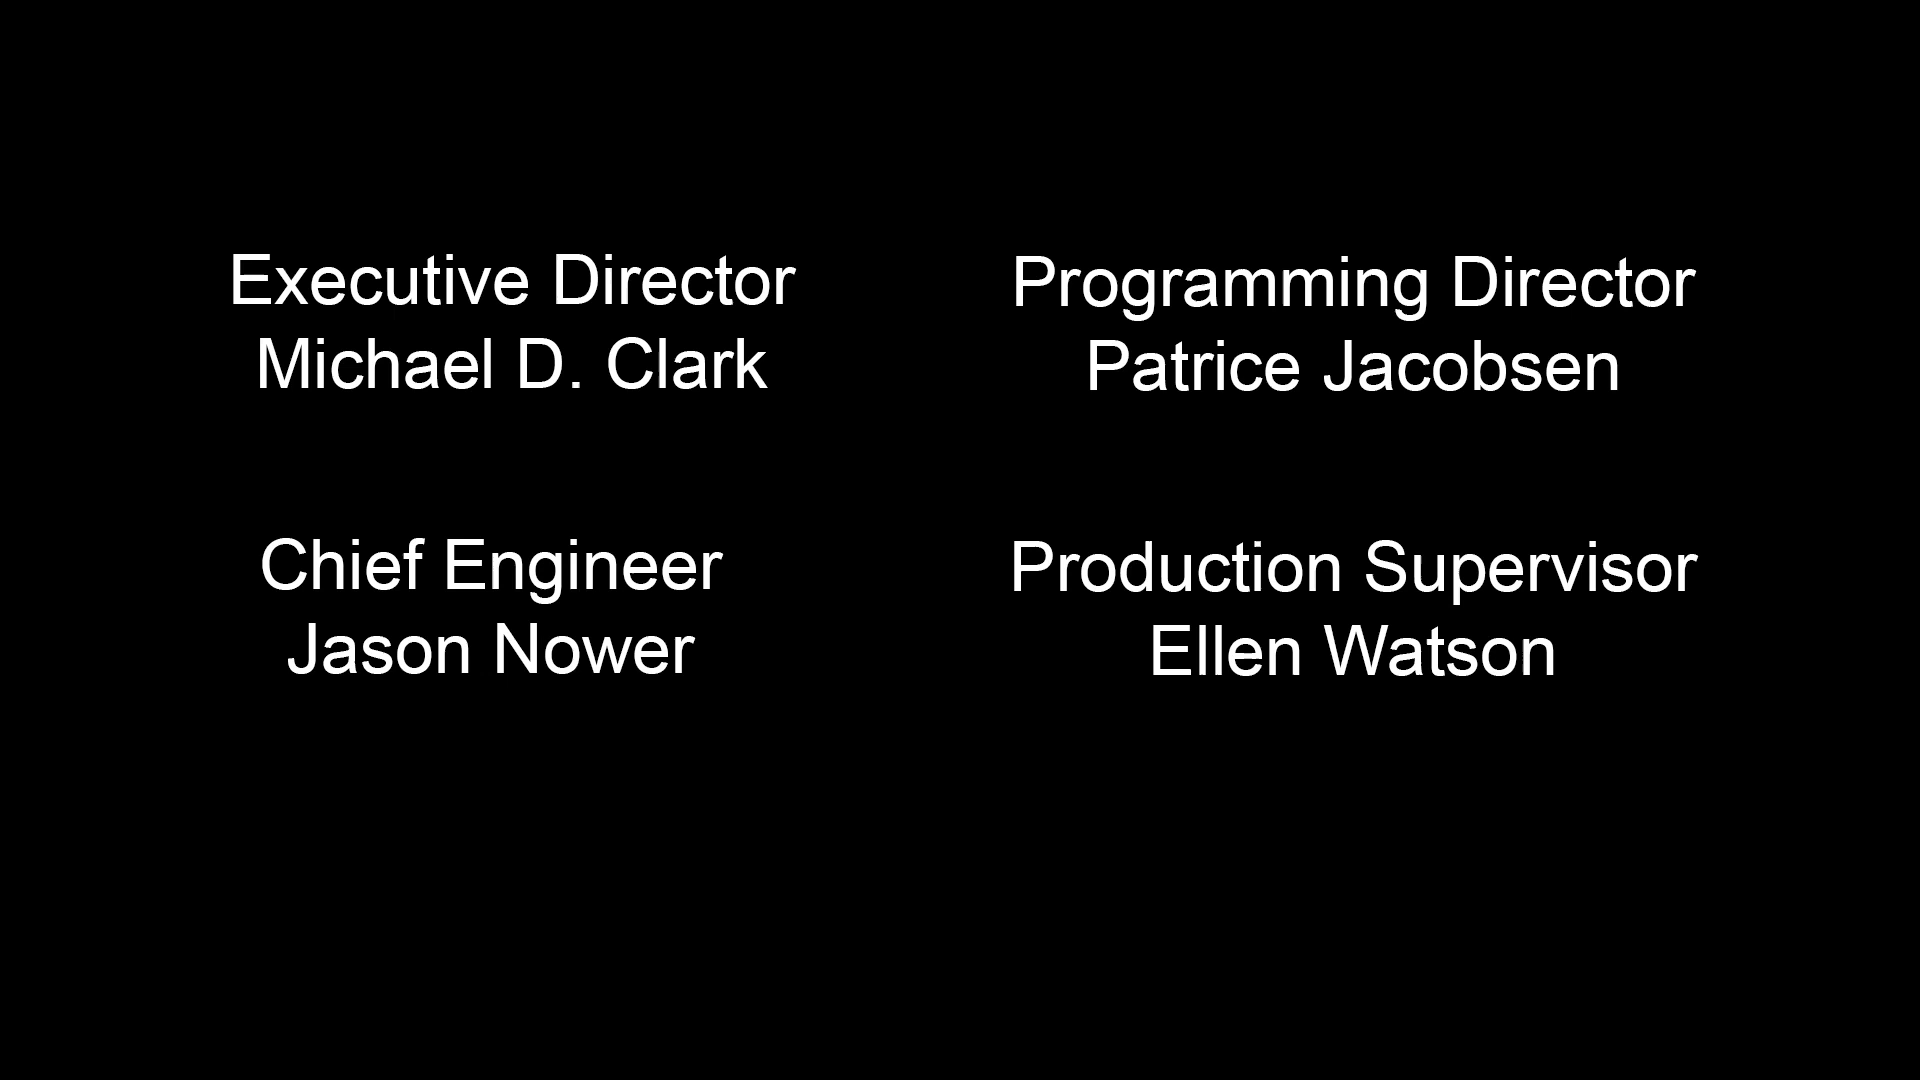 Executive Director
Michael D. Clark
Programming Director
Patrice Jacobsen
Chief Engineer
Jason Nower
Production Supervisor
Ellen Watson